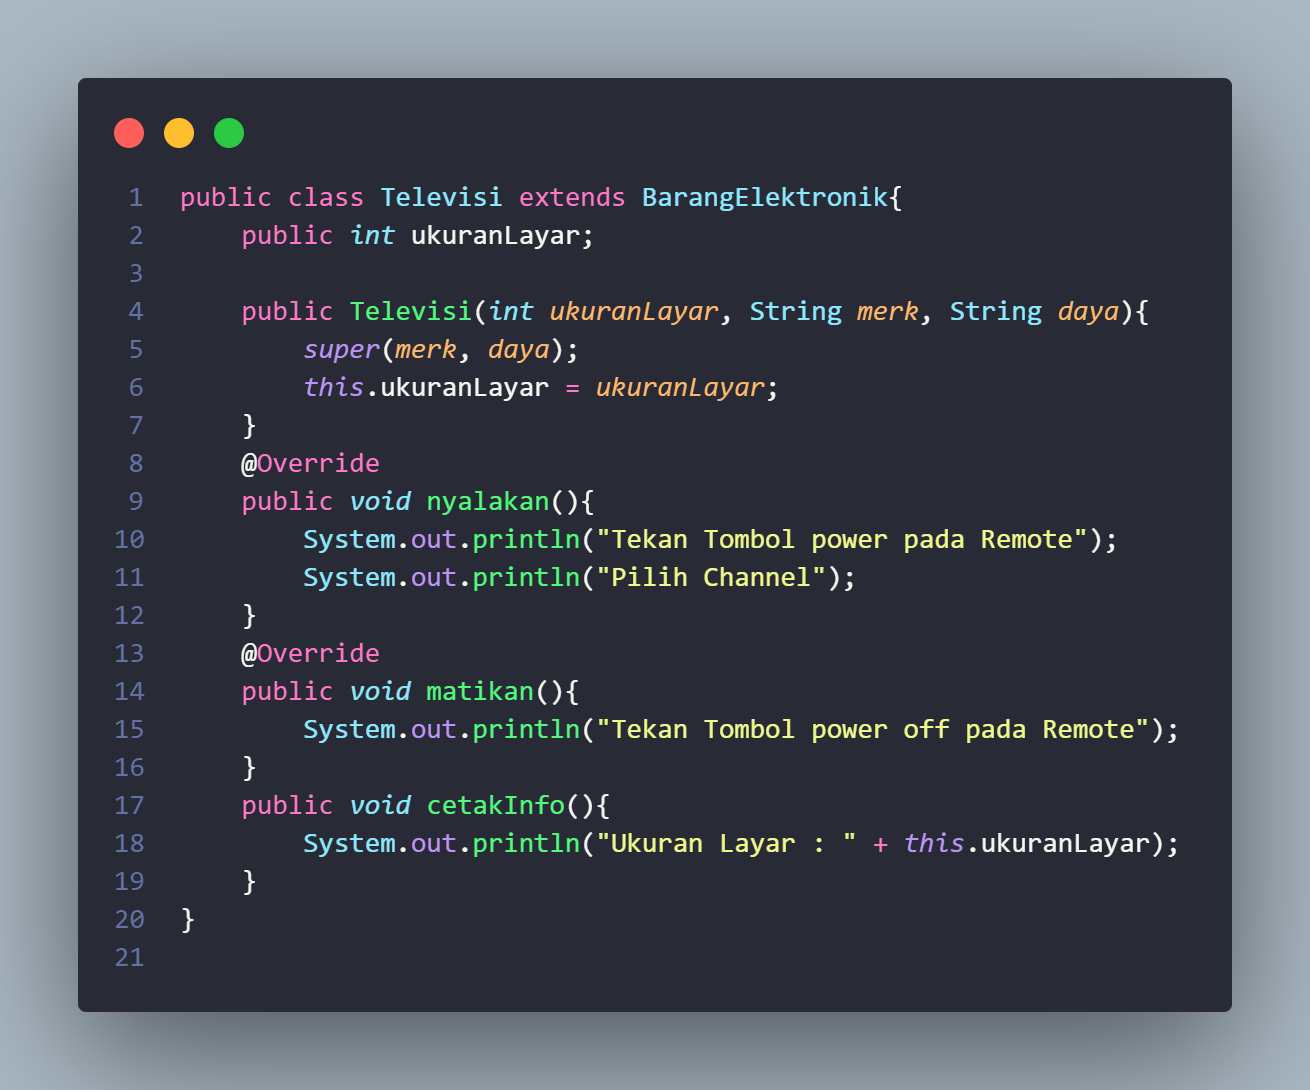 1 public class Televisi extends BarangElektronik{
2     public int ukuranLayar;
3
4     public Televisi(int ukuranLayar, String merk, String daya){
5         super(merk, daya);
6         this.ukuranLayar = ukuranLayar;
7     }
8     @Override
9     public void nyalakan(){
10         System.out.println("Tekan Tombol power pada Remote");
11         System.out.println("Pilih Channel");
12     }
13     @Override
14     public void matikan(){
15         System.out.println("Tekan Tombol power off pada Remote");
16     }
17     public void cetakInfo(){
18         System.out.println("Ukuran Layar : " + this.ukuranLayar);
19     }
20 }
21